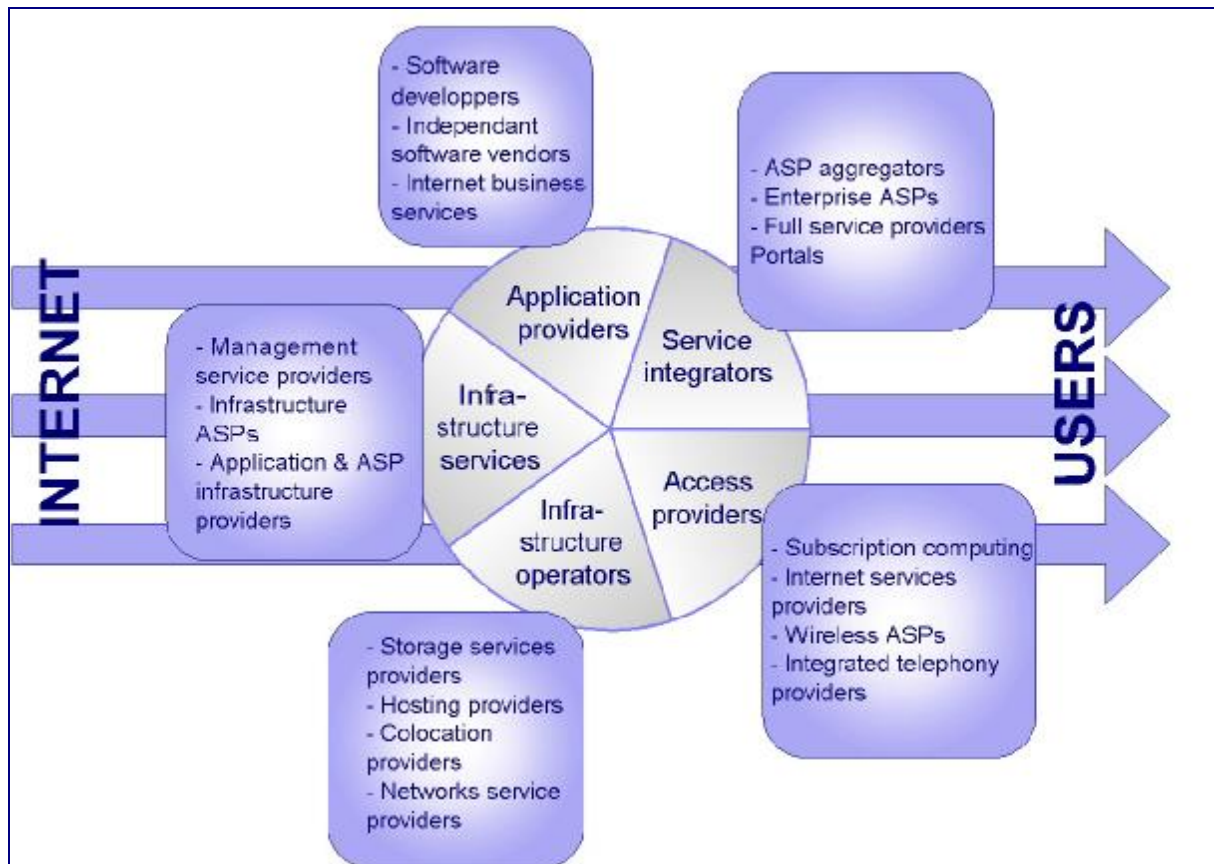 - Software
developpers
- Independant
software vendors
- Internet business
services
- ASP aggregators
- Enterprise ASPs
- Full service providers
Portals
INTERNET
- Management
service providers
- Infrastructure
ASPs
- Application & ASP
infrastructure
providers
Application
providers
Service
integrators
Infra-
structure
services
Access
providers
Infra-
structure
operators
USERS
- Subscription computing
- Internet services
providers
- Wireless ASPs
- Integrated telephony
providers
- Storage services
providers
- Hosting providers
- Colocation
providers
- Networks service
providers